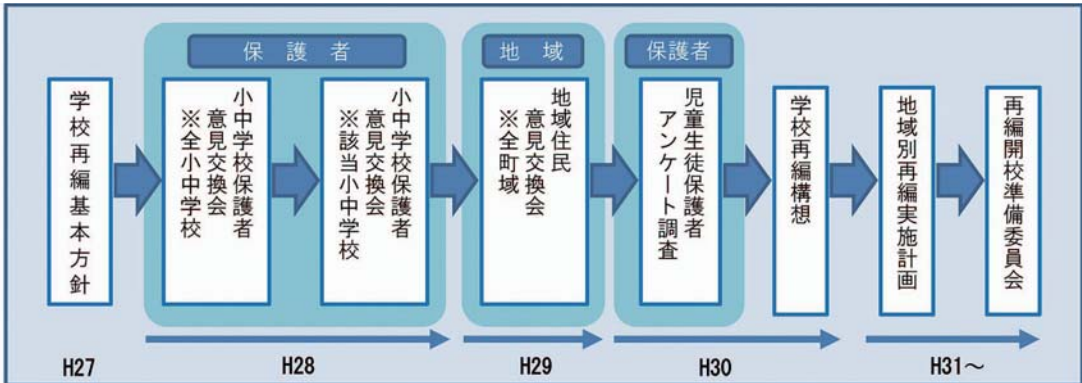 保護者
地域
保護者
学校再編基本方針
小中学校保護者
意見交換会
※全小中学校
小中学校保護者
意見交換会
※該当小中学校
地域住民
意見交換会
※全町域
児童生徒保護者
アンケート調査
学校再編構想
地域別再編実施計画
再編開校準備委員会
H27
H28
H29
H30
H31～